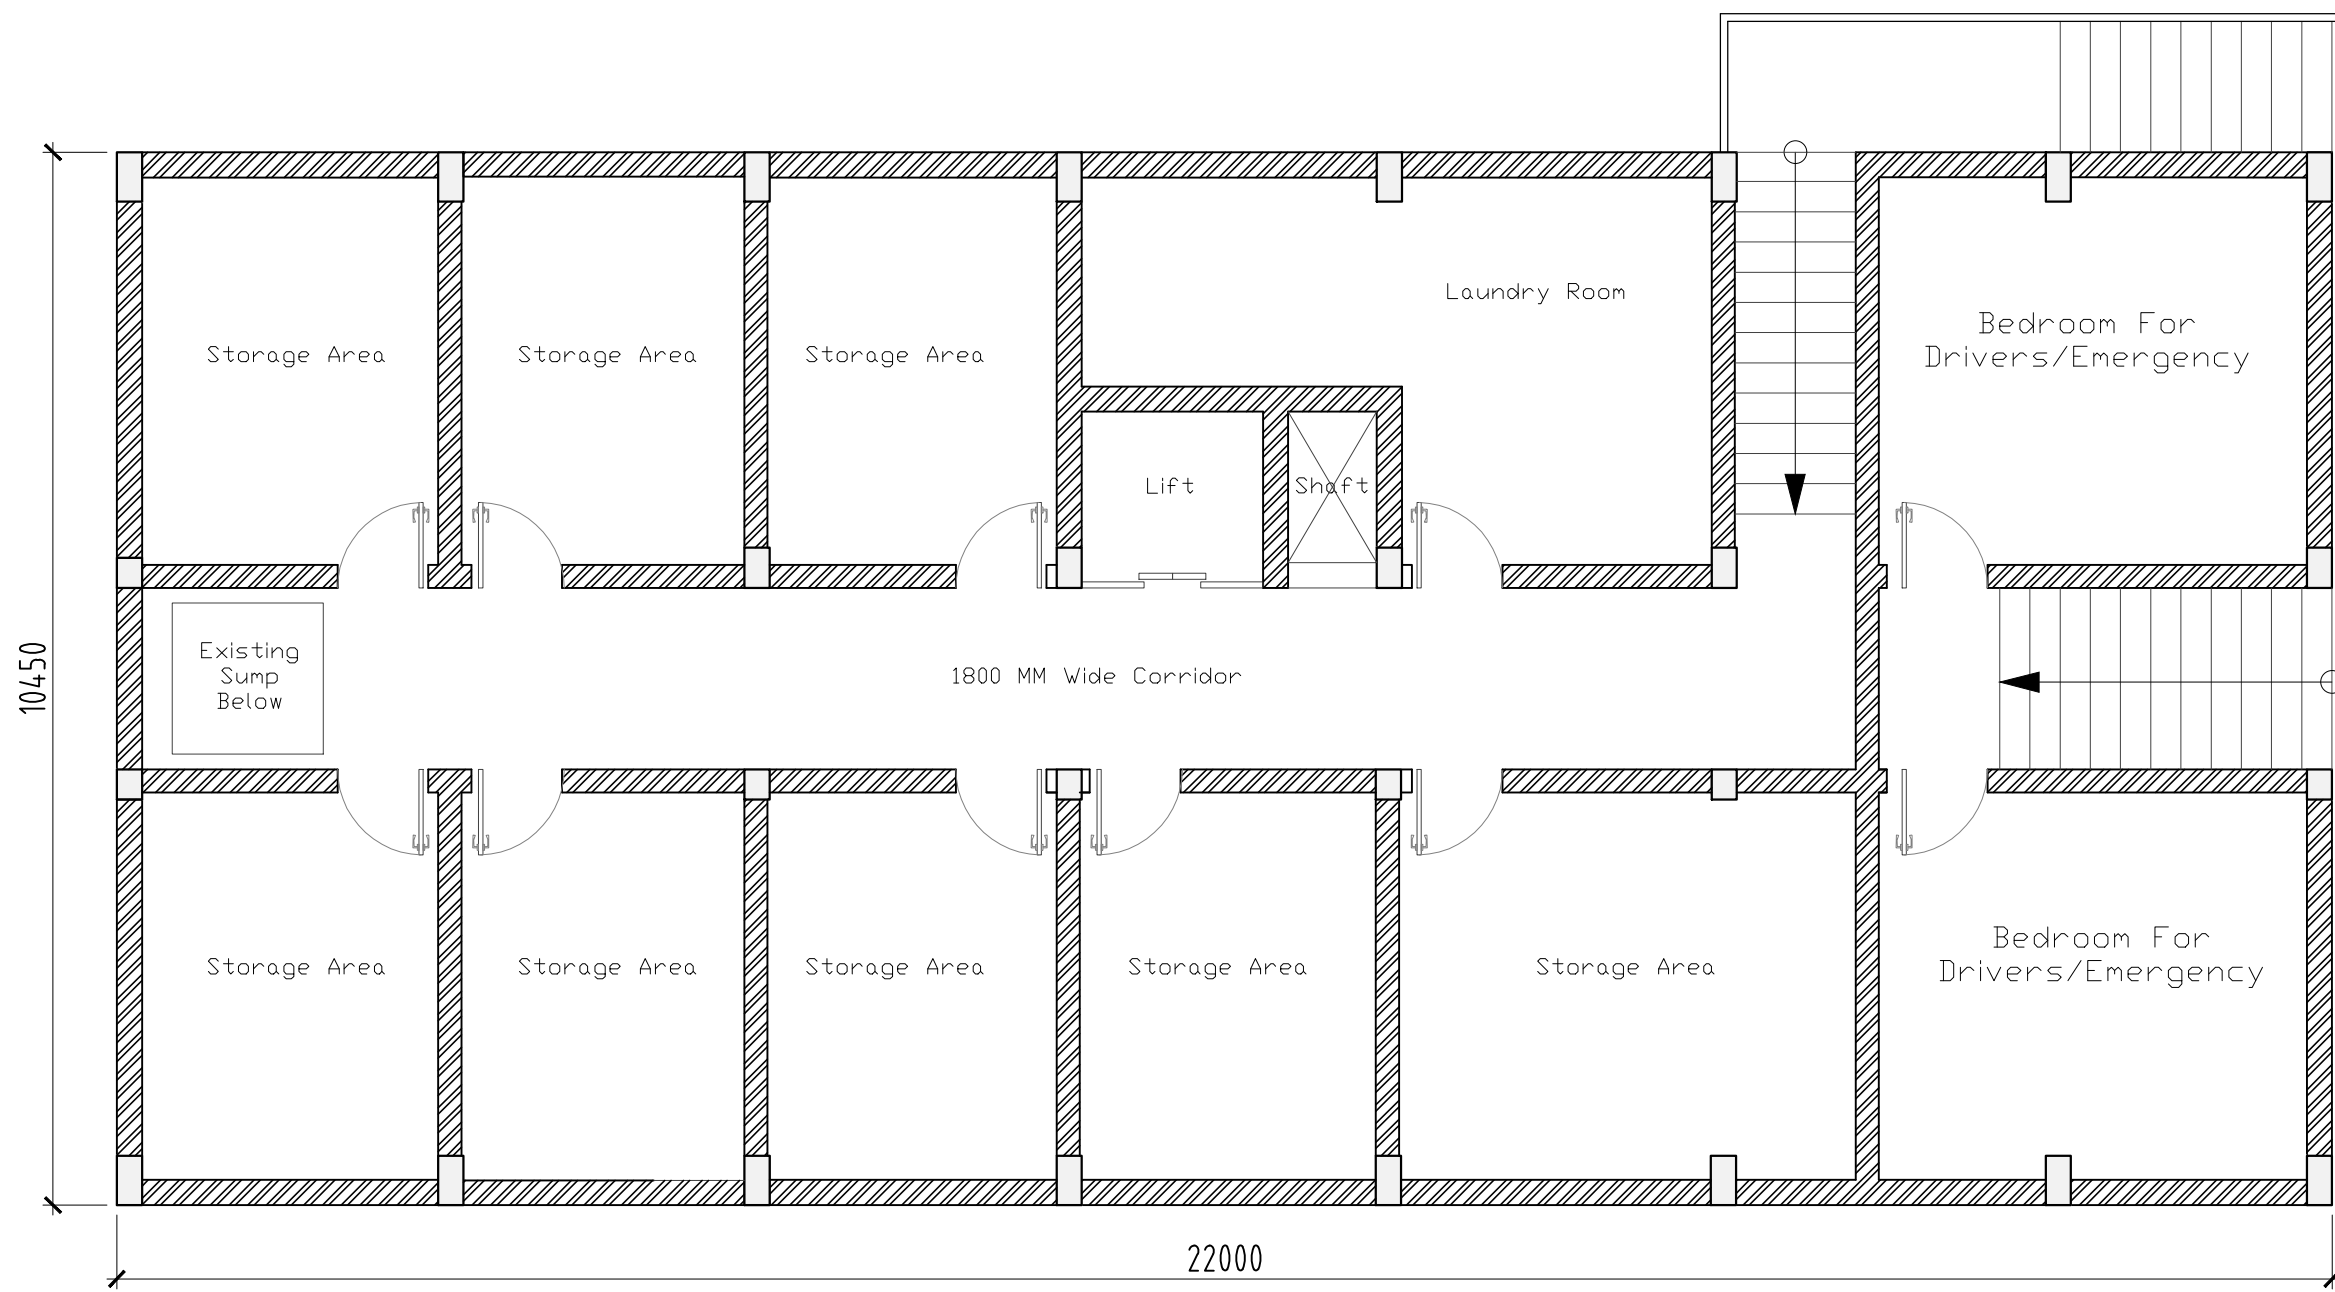 Laundry Room
Bedroom For
Drivers/Emergency
Storage Area
Storage Area
Storage Area
Lift
Shaft
Existing
Sump
Below
1800 MM Wide Corridor
10450
Bedroom For
Drivers/Emergency
Storage Area
Storage Area
Storage Area
Storage Area
Storage Area
22000